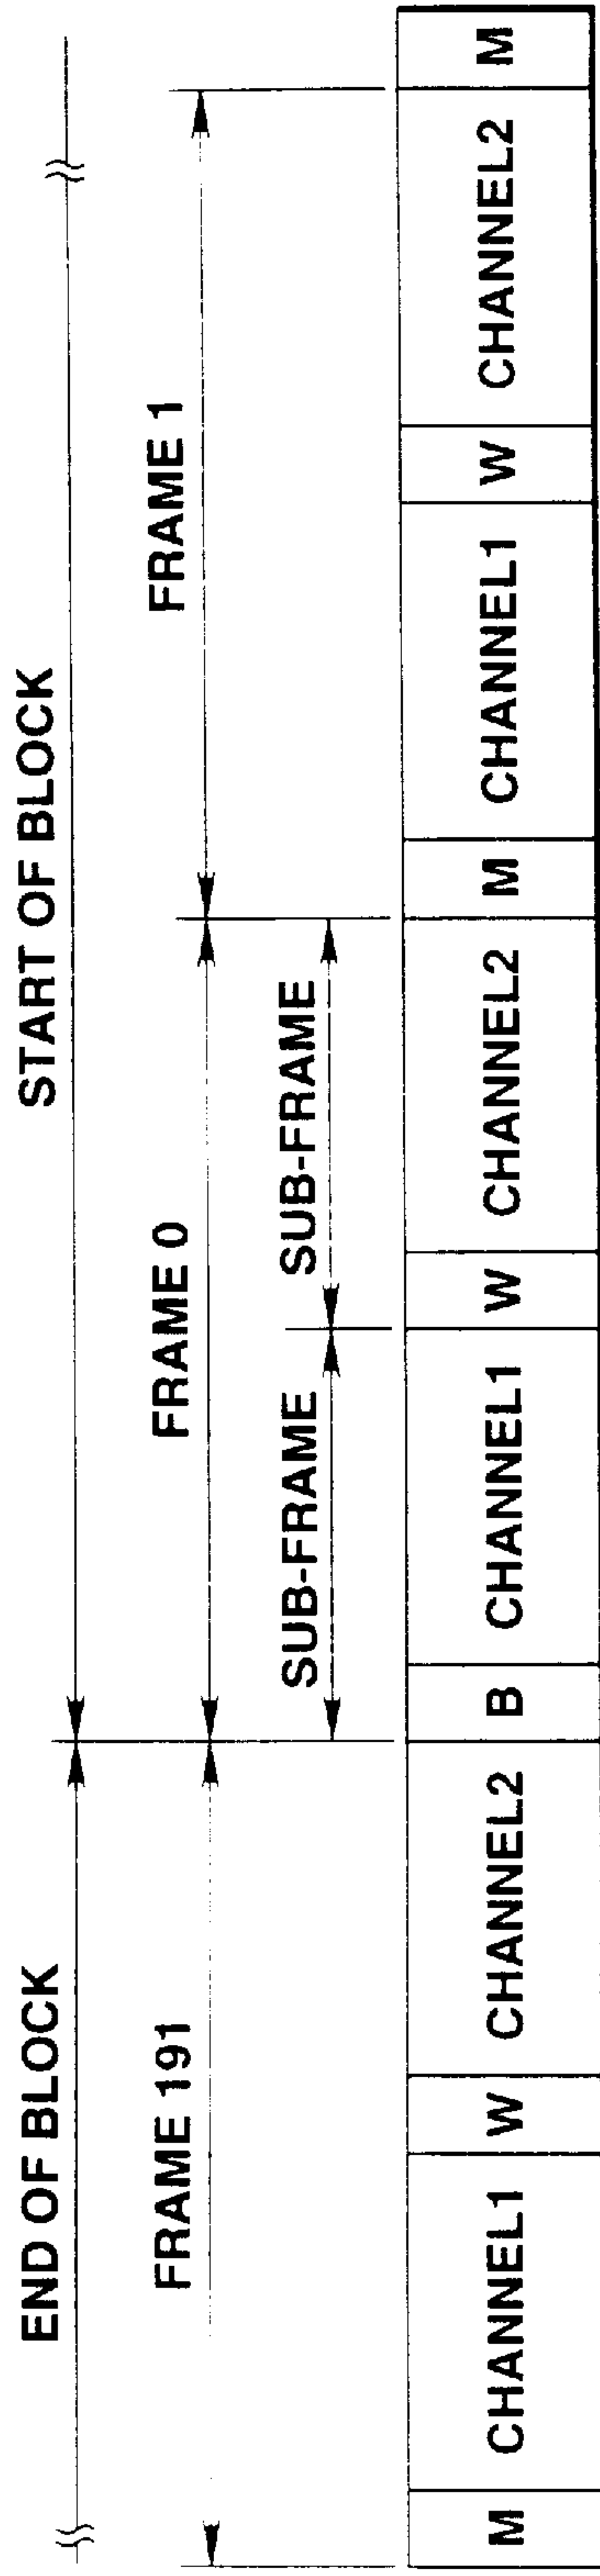 END OF BLOCK START OF BLOCK
FRAME 191 FRAME 0 FRAME 1
SUB-FRAME SUB-FRAME
M CHANNEL1 W CHANNEL2 B CHANNEL1 W CHANNEL2 M CHANNEL1 W CHANNEL2 M